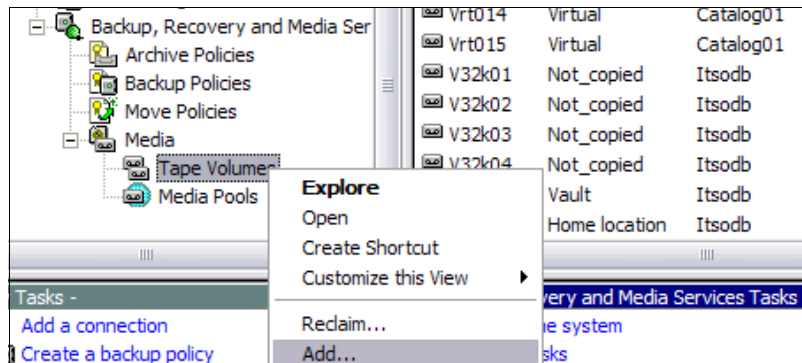 Backup, Recovery and Media Ser
Archive Policies
Backup Policies
Move Policies
Media
Tape Volumes
Media Pools
Vrt014 Virtual Catalog01
Vrt015 Virtual Catalog01
V32k01 Not_copied Itsodb
V32k02 Not_copied Itsodb
V32k03 Not_copied Itsodb
V32k04 Not_copied Itsodb
Vault Itsodb
Home location Itsodb
Explore
Open
Create Shortcut
Customize this View
Reclaim...
Add...
Tasks -
Add a connection
Create a backup policy
very and Media Services Tasks
e system
sks